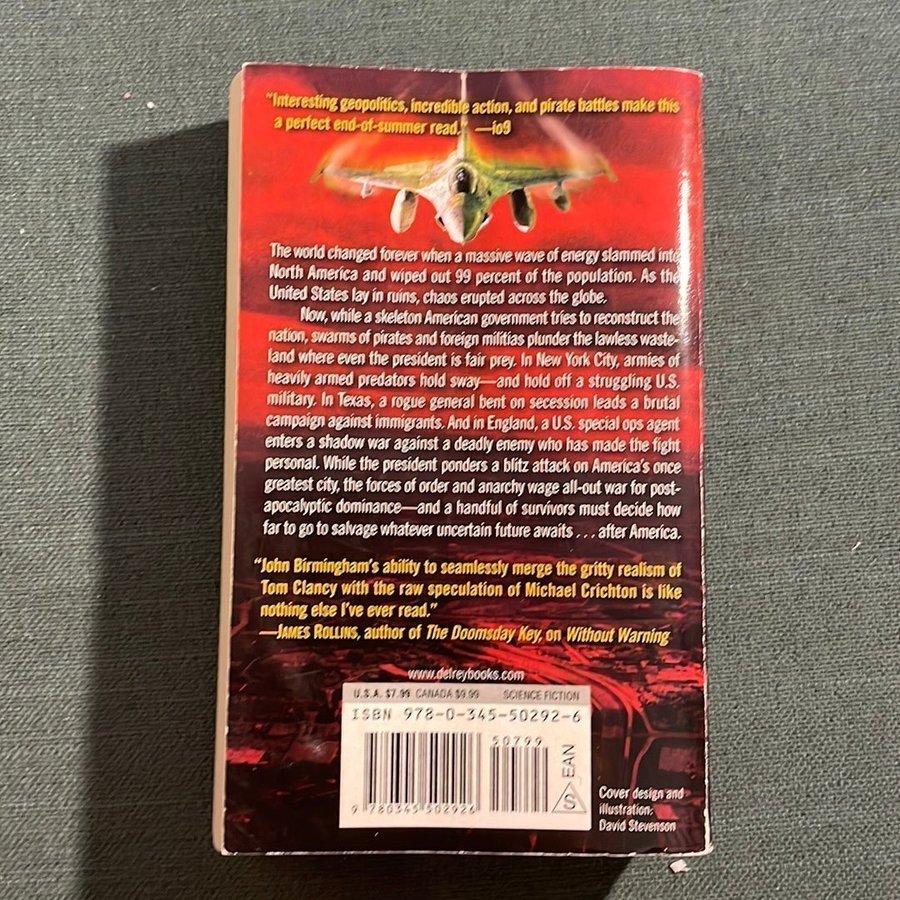 "Interesting geopolitics, incredible action, and pirate battles make this
a perfect end-of-summer read." —io9
The world changed forever when a massive wave of energy slammed into
North America and wiped out 99 percent of the population. As the
United States lay in ruins, chaos erupted across the globe.
Now, while a skeleton American government tries to reconstruct the
nation, swarms of pirates and foreign militias plunder the lawless waste-
land where even the president is fair prey. In New York City, armies of
heavily armed predators hold sway—and hold off a struggling U.S.
military. In Texas, a rogue general bent on secession leads a brutal
campaign against immigrants. And in England, a U.S. special ops agent
enters a shadow war against a deadly enemy who has made the fight
personal. While the president ponders a blitz attack on America's once
greatest city, the forces of order and anarchy wage all-out war for post-
apocalyptic dominance—and a handful of survivors must decide how
far to go to salvage whatever uncertain future awaits . . . after America.
"John Birmingham's ability to seamlessly merge the gritty realism of
Tom Clancy with the raw speculation of Michael Crichton is like
nothing else I've ever read."
—JAMES ROLLINS, author of The Doomsday Key, on Without Warning
www.delreybooks.com
U.S.A. $7.99 CANADA $9.99 SCIENCE FICTION
ISBN 978-0-345-50292-6
50799
EAN
S
9 780345 502926
Cover design and
illustration:
David Stevenson